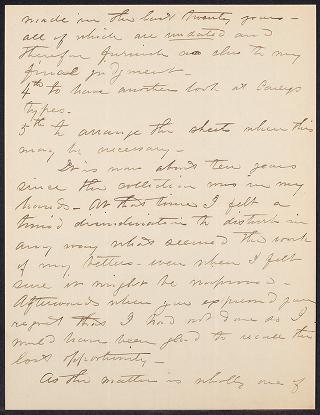 made in the last twenty years -
all of which are undated and
therefore furnish no clue to my
final judgment -
4th to have another look at Careys
types -
5th to arrange the sheets when this
may be necessary -
It is now about ten years
since the collection was in my
hands - At that time I felt a
timid disinclination to disturb in
any way what seemed the work
of my betters - even when I felt
sure it might be improved -
Afterwards when you expressed your
regret that I had not done so I
would have been glad to recall the
lost opportunity -
As the matter is wholly one of